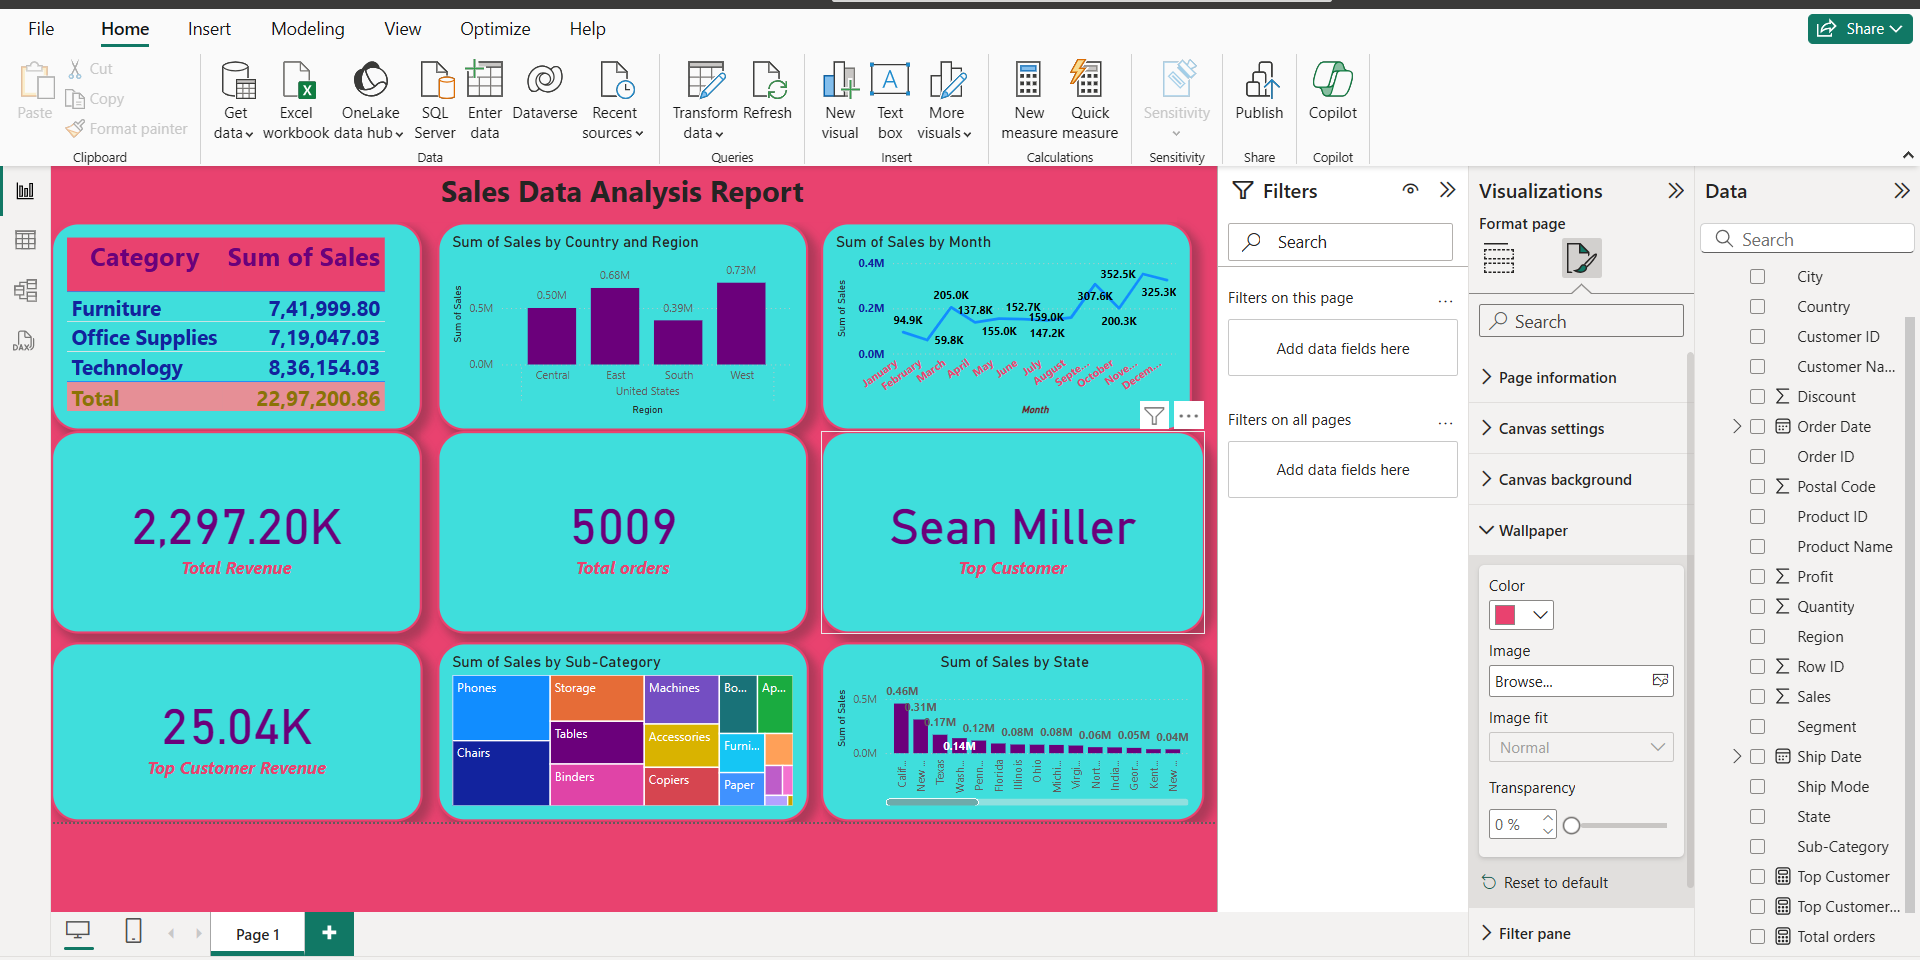 File Home Insert Modeling View Optimize Help Share
Paste
Cut
Copy
Format painter
Get data
Excel workbook
OneLake data hub
SQL Server
Enter data
Dataverse
Recent sources
Transform data
Refresh
New visual
Text box
More visuals
New measure
Quick measure
Sensitivity
Publish
Copilot
Clipboard Data Queries Insert Calculations Sensitivity Share Copilot
Sales Data Analysis Report
Category Sum of Sales
Furniture 7,41,999.80
Office Supplies 7,19,047.03
Technology 8,36,154.03
Total 22,97,200.86
Sum of Sales by Country and Region
Sum of Sales
0.5M
0.0M
0.50M 0.68M 0.39M 0.73M
Central East South West
United States
Region
Sum of Sales by Month
Sum of Sales
0.4M
0.2M
0.0M
94.9K 59.8K 205.0K 137.8K 155.0K 152.7K 147.2K 159.0K 307.6K 200.3K 352.5K 325.3K
January February March April May June July August Septe... October Nove... Decem...
Month
2,297.20K
Total Revenue
5009
Total orders
Sean Miller
Top Customer
25.04K
Top Customer Revenue
Sum of Sales by Sub-Category
Phones Storage Machines Bo... Ap...
Tables Accessories Furni...
Chairs Binders Copiers Paper
Sum of Sales by State
Sum of Sales
0.5M
0.0M
0.46M 0.31M 0.17M 0.14M 0.12M 0.08M 0.08M 0.06M 0.05M 0.04M
Calif... New ... Texas Wash... Penn... Florida Illinois Ohio Michi... Virgi... Nort... India... Geor... Kent... New ...
Page 1
Filters
Search
Filters on this page ...
Add data fields here
Filters on all pages ...
Add data fields here
Visualizations
Format page
Search
Page information
Canvas settings
Canvas background
Wallpaper
Color
Image
Browse...
Image fit
Normal
Transparency
0 %
Reset to default
Filter pane
Data
Search
City
Country
Customer ID
Customer Na...
Discount
Order Date
Order ID
Postal Code
Product ID
Product Name
Profit
Quantity
Region
Row ID
Sales
Segment
Ship Date
Ship Mode
State
Sub-Category
Top Customer
Top Customer...
Total orders